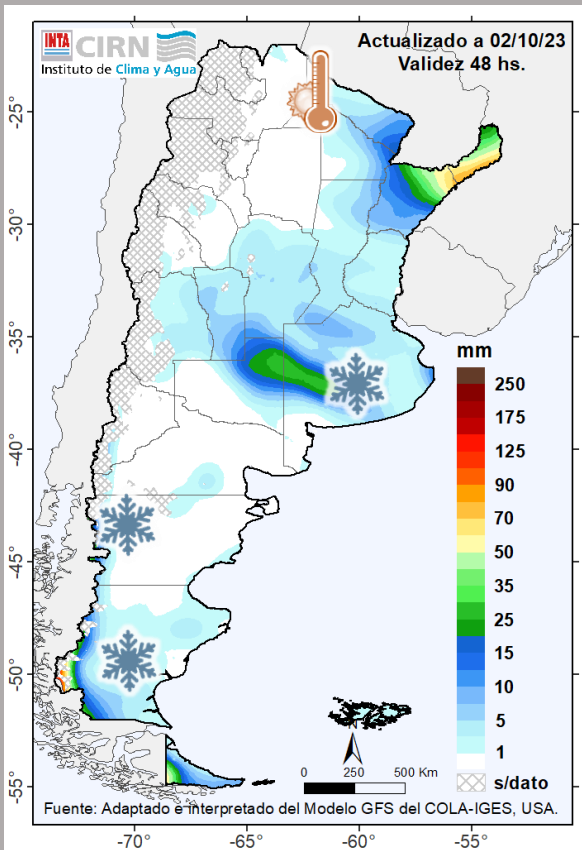 INTA CIRN
Instituto de Clima y Agua
Actualizado a 02/10/23
Validez 48 hs.
25°
30°
35°
40°
45°
50°
55°
mm
250
175
125
90
70
50
35
25
15
10
5
1
s/dato
N
0 250 500 Km
Fuente: Adaptado e interpretado del Modelo GFS del COLA-IGES, USA.
-70° -65° -60° -55°